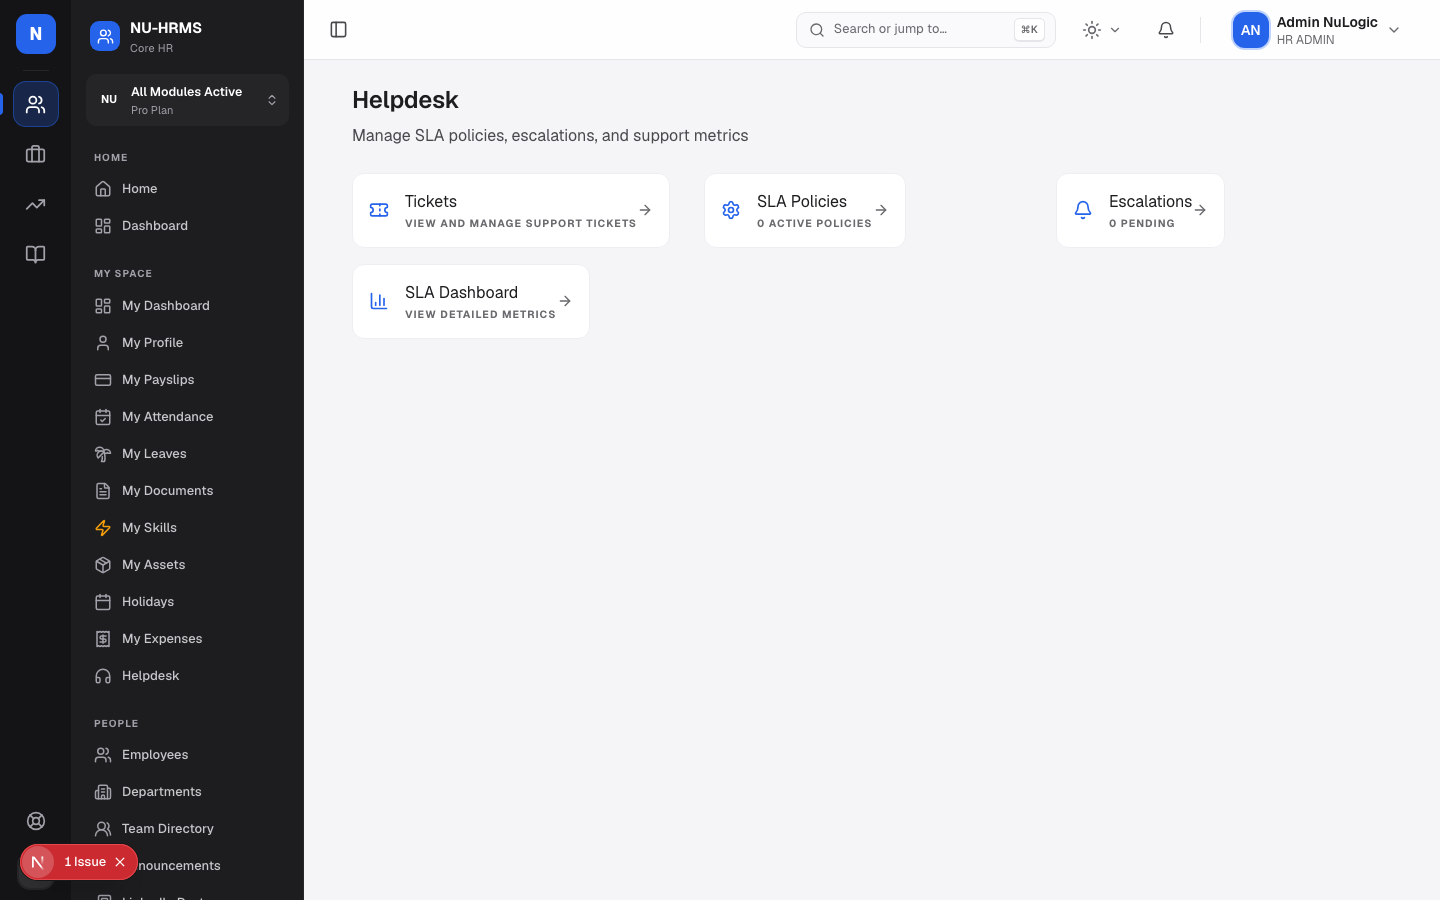 N
NU-HRMS
Core HR
NU
All Modules Active
Pro Plan
HOME
Home
Dashboard
MY SPACE
My Dashboard
My Profile
My Payslips
My Attendance
My Leaves
My Documents
My Skills
My Assets
Holidays
My Expenses
Helpdesk
PEOPLE
Employees
Departments
Team Directory
nouncements
N
1 Issue
Search or jump to...
⌘K
AN
Admin NuLogic
HR ADMIN
Helpdesk
Manage SLA policies, escalations, and support metrics
Tickets
VIEW AND MANAGE SUPPORT TICKETS
SLA Policies
0 ACTIVE POLICIES
Escalations
0 PENDING
SLA Dashboard
VIEW DETAILED METRICS